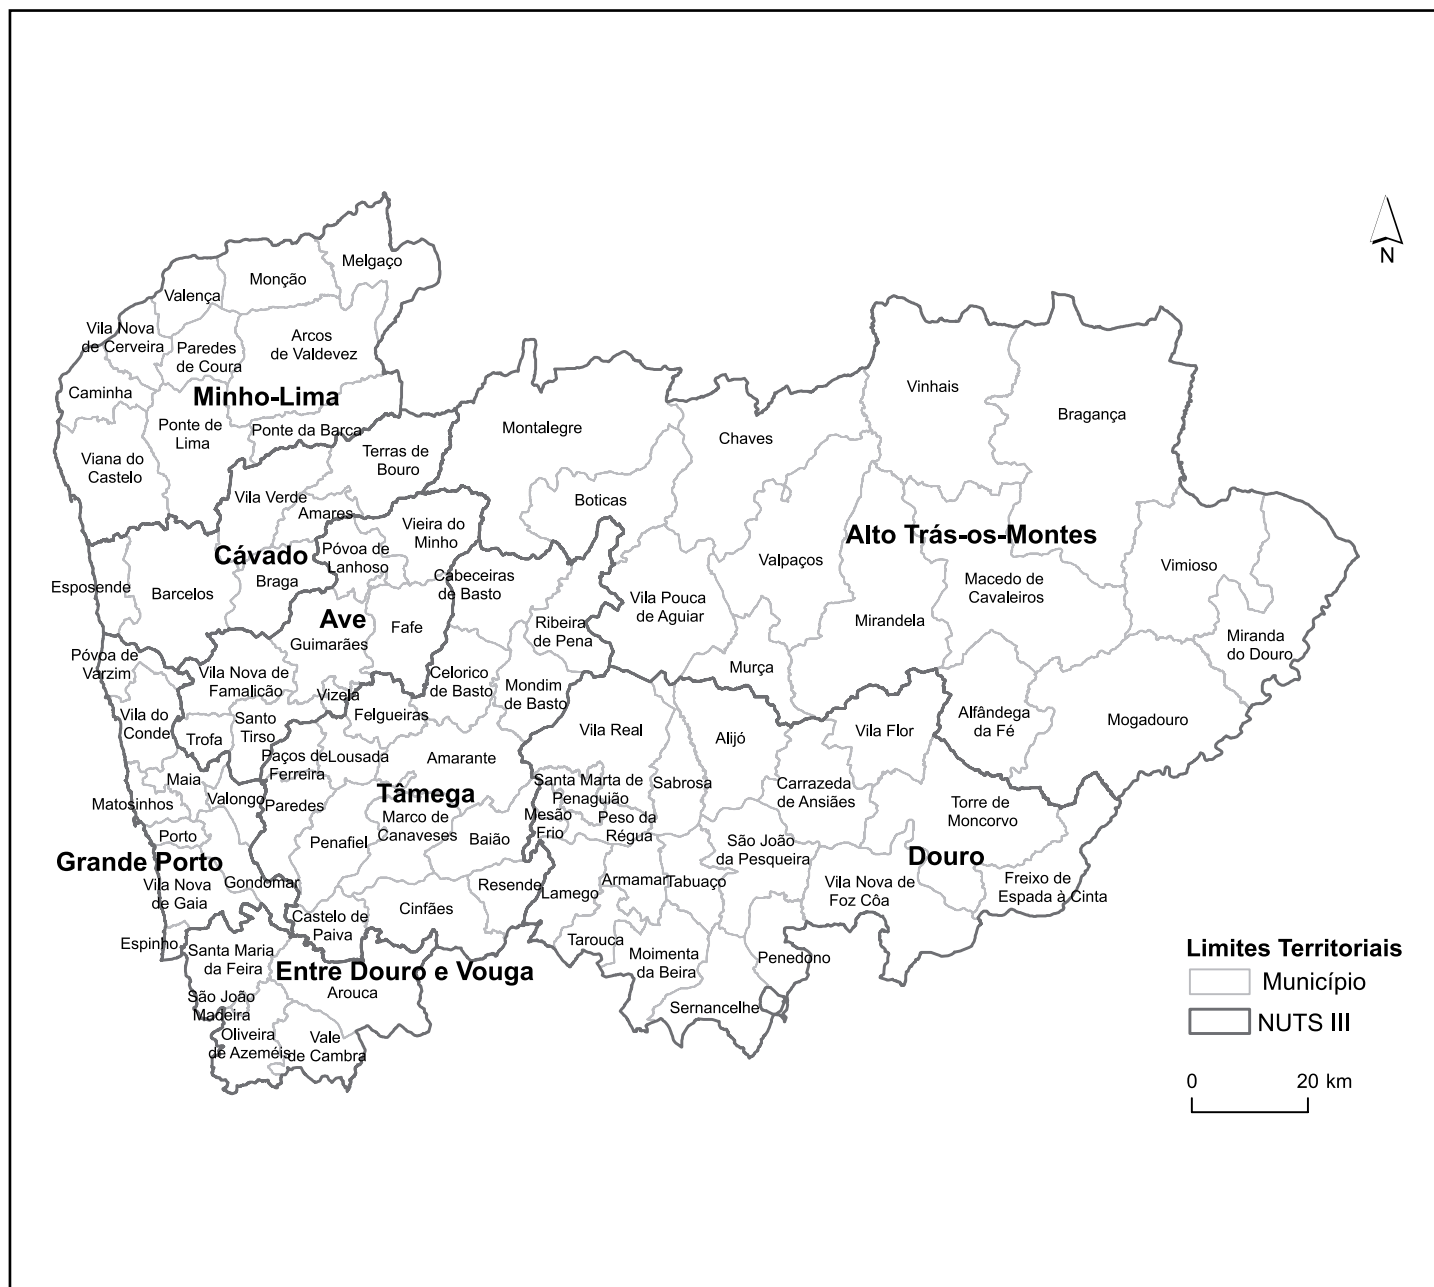 Melgaço
Monção
Valença
N
Vila Nova
de Cerveira
Paredes
de Coura
Arcos
de Valdevez
Caminha
Minho-Lima
Vinhais
Bragança
Ponte de
Lima
Ponte da Barca
Montalegre
Chaves
Viana do
Castelo
Terras de
Bouro
Vila Verde
Amares
Boticas
Vieira do
Minho
Cávado
Póvoa de
Lanhoso
Alto Trás-os-Montes
Valpaços
Vimioso
Esposende
Barcelos
Braga
Cabeceiras
de Basto
Macedo de
Cavaleiros
Vila Pouca
de Aguiar
Ave
Guimarães
Fafe
Ribeira
de Pena
Mirandela
Miranda
do Douro
Póvoa de
Varzim
Vila Nova de
Famalicão
Vizela
Celorico
de Basto
Mondim
de Basto
Murça
Vila do
Conde
Trofa
Santo
Tirso
Felgueiras
Vila Real
Alijó
Vila Flor
Alfândega
da Fé
Mogadouro
Paços de
Ferreira
Lousada
Amarante
Maia
Matosinhos
Valongo
Paredes
Tâmega
Marco de
Canaveses
Santa Marta de
Penaguião
Sabrosa
Carrazeda
de Ansiães
Mesão
Frio
Peso da
Régua
Torre de
Moncorvo
Porto
Penafiel
Baião
São João
da Pesqueira
Douro
Grande Porto
Vila Nova
de Gaia
Gondomar
Resende
Lamego
Armamar
Tabuaço
Vila Nova de
Foz Côa
Freixo de
Espada à Cinta
Castelo de
Paiva
Cinfães
Espinho
Santa Maria
da Feira
Tarouca
Moimenta
da Beira
Penedono
Entre Douro e Vouga
Arouca
São João
Madeira
Sernancelhe
Oliveira
de Azeméis
Vale
de Cambra
Limites Territoriais
Município
NUTS III
0 20 km